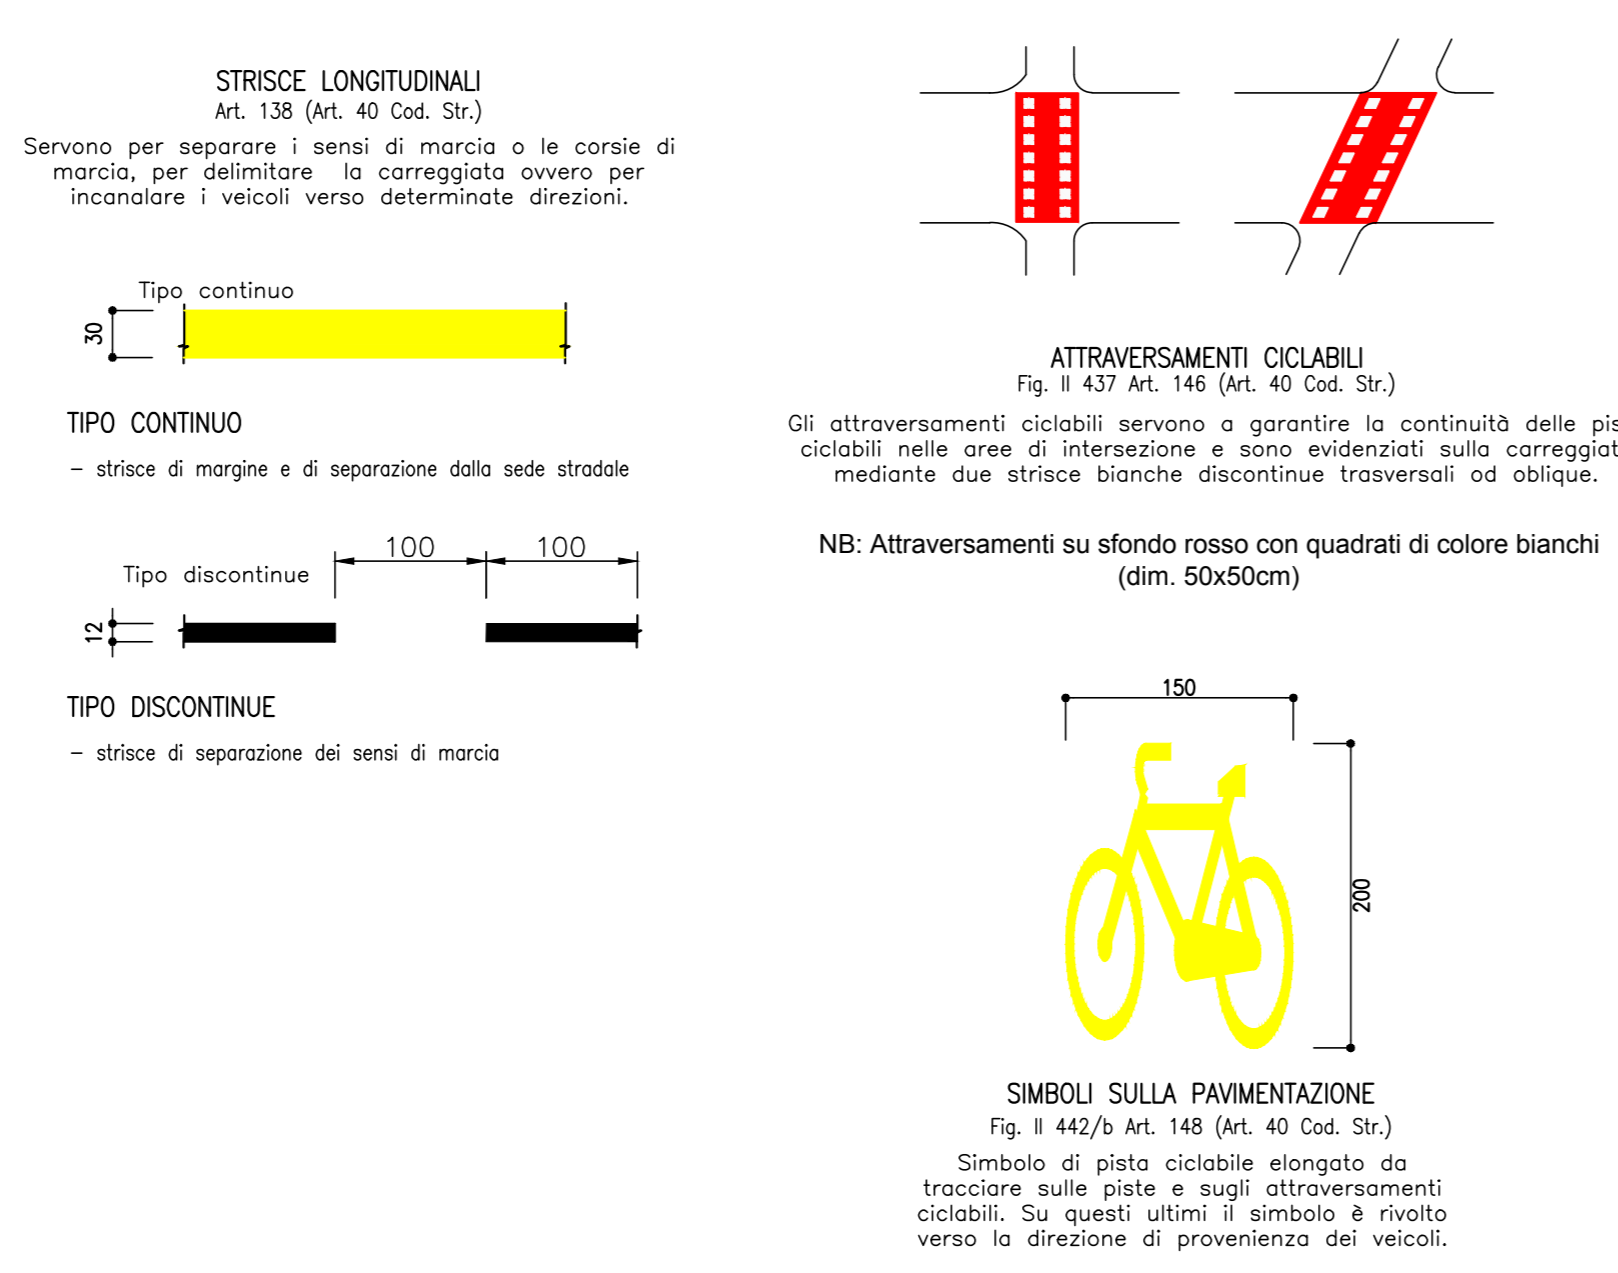 STRISCE LONGITUDINALI
Art. 138 (Art. 40 Cod. Str.)
Servono per separare i sensi di marcia o le corsie di
marcia, per delimitare la carreggiata ovvero per
incanalare i veicoli verso determinate direzioni.
Tipo continuo
30
TIPO CONTINUO
- strisce di margine e di separazione dalla sede stradale
100 100
Tipo discontinue
12
TIPO DISCONTINUE
- strisce di separazione dei sensi di marcia
ATTRAVERSAMENTI CICLABILI
Fig. II 437 Art. 146 (Art. 40 Cod. Str.)
Gli attraversamenti ciclabili servono a garantire la continuità delle pis
ciclabili nelle aree di intersezione e sono evidenziati sulla carreggiat
mediante due strisce bianche discontinue trasversali od oblique.
NB: Attraversamenti su sfondo rosso con quadrati di colore bianchi
(dim. 50x50cm)
150
200
SIMBOLI SULLA PAVIMENTAZIONE
Fig. II 442/b Art. 148 (Art. 40 Cod. Str.)
Simbolo di pista ciclabile elongato da
tracciare sulle piste e sugli attraversamenti
ciclabili. Su questi ultimi il simbolo è rivolto
verso la direzione di provenienza dei veicoli.